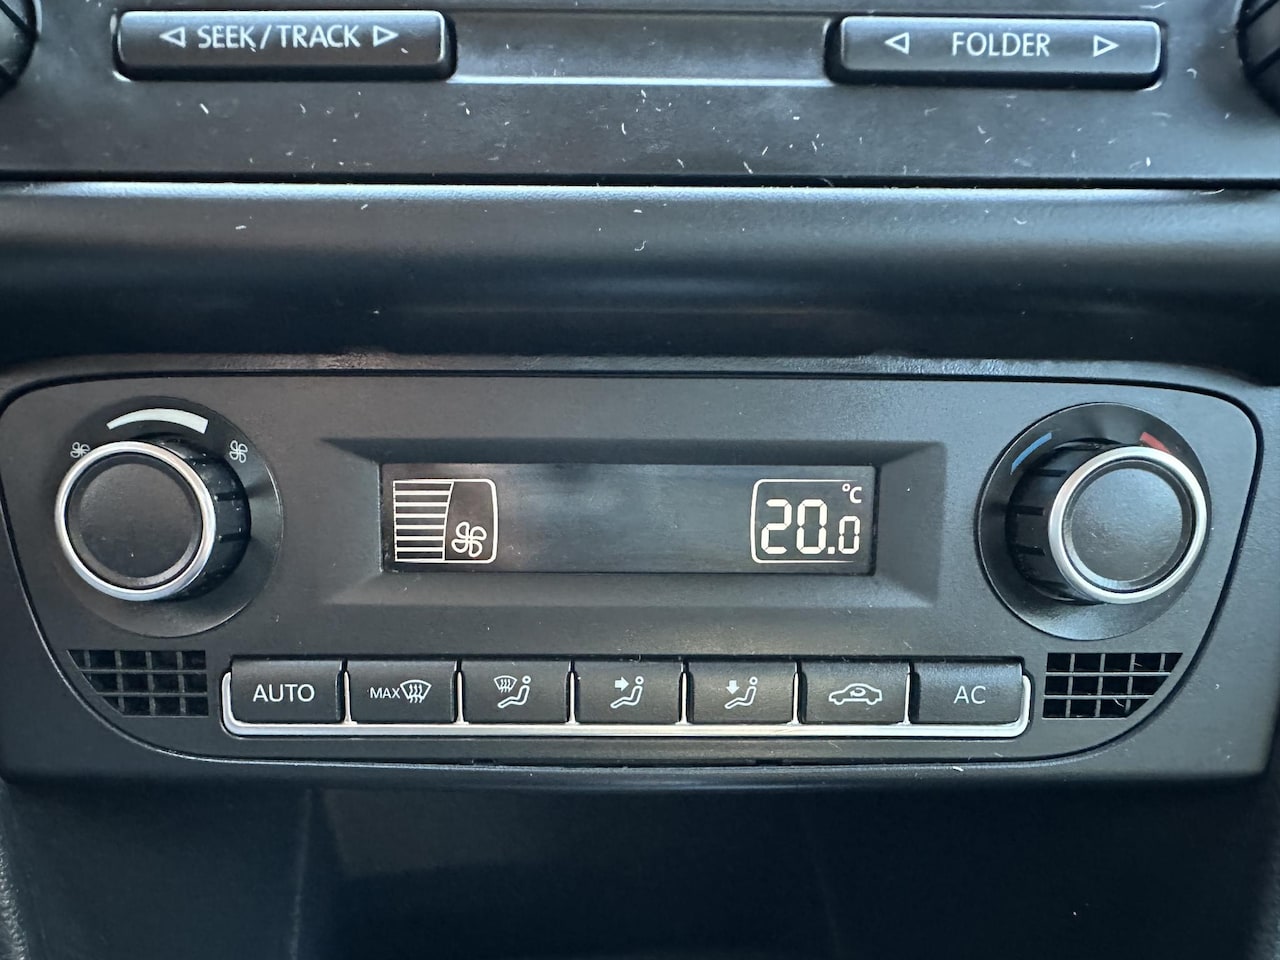 SEEK/TRACK
FOLDER
20.0 °C
AUTO
MAX
AC